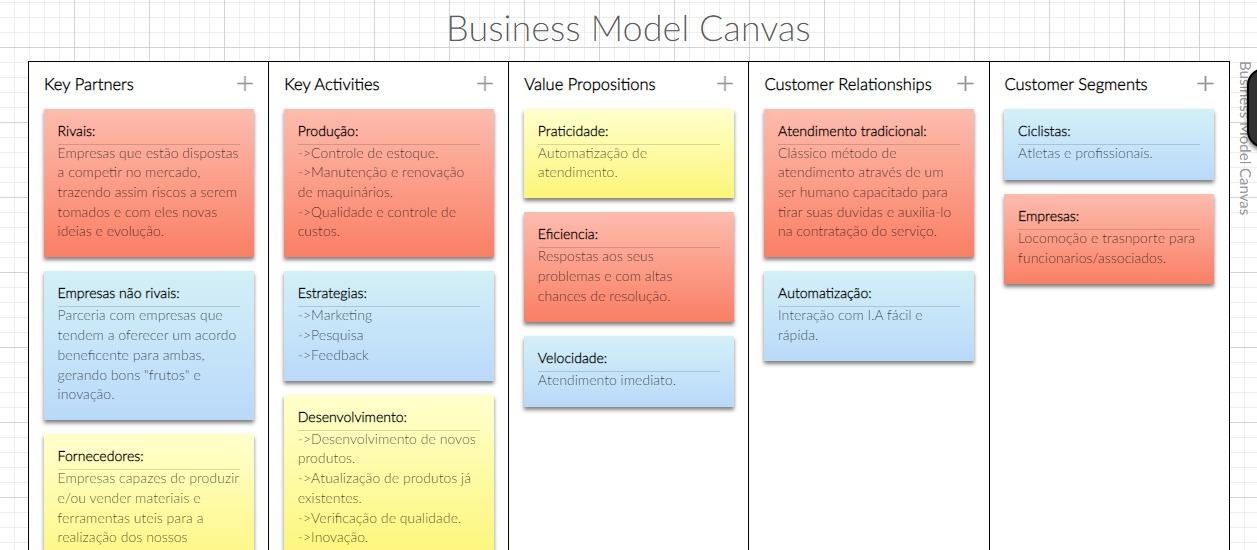 Business Model Canvas
Key Partners
Rivais:
Empresas que estão dispostas
a competir no mercado,
trazendo assim riscos a serem
tomados e com eles novas
ideias e evolução.
Empresas não rivais:
Parceria com empresas que
tendem a oferecer um acordo
beneficente para ambas,
gerando bons "frutos" e
inovação.
Fornecedores:
Empresas capazes de produzir
e/ou vender materiais e
ferramentas uteis para a
realização dos nossos
Key Activities
Produção:
->Controle de estoque.
->Manutenção e renovação
de maquinários.
->Qualidade e controle de
custos.
Estrategias:
->Marketing
->Pesquisa
->Feedback
Desenvolvimento:
->Desenvolvimento de novos
produtos.
->Atualização de produtos já
existentes.
->Verificação de qualidade.
->Inovação.
Value Propositions
Praticidade:
Automatização de
atendimento.
Eficiencia:
Respostas aos seus
problemas e com altas
chances de resolução.
Velocidade:
Atendimento imediato.
Customer Relationships
Atendimento tradicional:
Clássico método de
atendimento através de um
ser humano capacitado para
tirar suas duvidas e auxilia-lo
na contratação do serviço.
Automatização:
Interação com I.A fácil e
rápida.
Customer Segments
Ciclistas:
Atletas e profissionais.
Empresas:
Locomoção e trasnporte para
funcionarios/associados.
Business Model Canvas